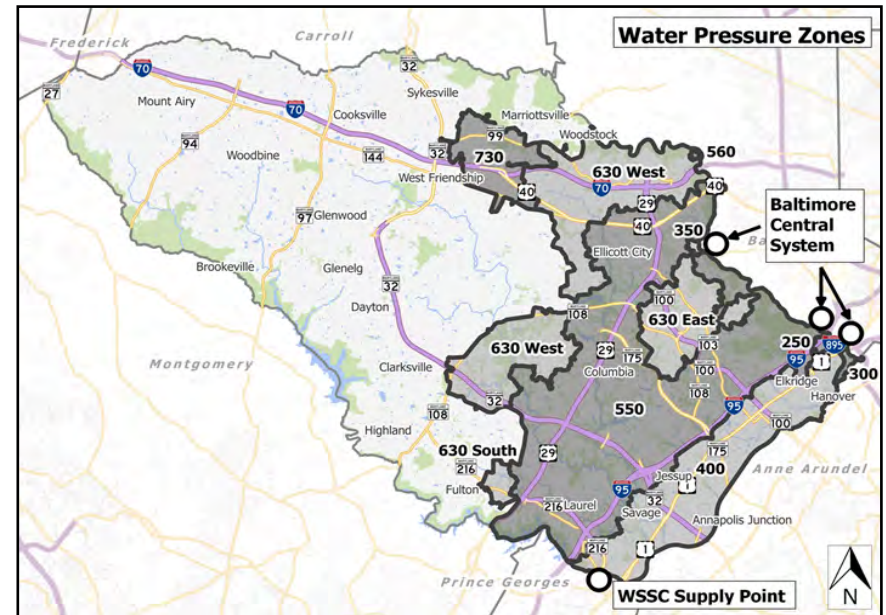 Water Pressure Zones
Frederick
Carroll
70
32
27
Mount Airy
Sykesville
70
Cooksville
Marriottsville
94
99
Woodstock
Woodbine
144
32
730
560
West Friendship
630 West
70
40
29
40
97
Glenwood
40
Baltimore
Central
System
350
Ellicott City
Ba
Brookeville
Glenelg
32
Dayton
108
100
630 East
630 West
250
895
29
175
103
95
1
300
Montgomery
Clarksville
Columbia
100
Elkridge
Hanover
32
108
550
95
108
100
Highland
630 South
29
175
Anne Arundel
216
400
Jessup
1
Fulton
95
32
216
Laurel
Savage
Annapolis Junction
216
1
Prince Georges
WSSC Supply Point
N